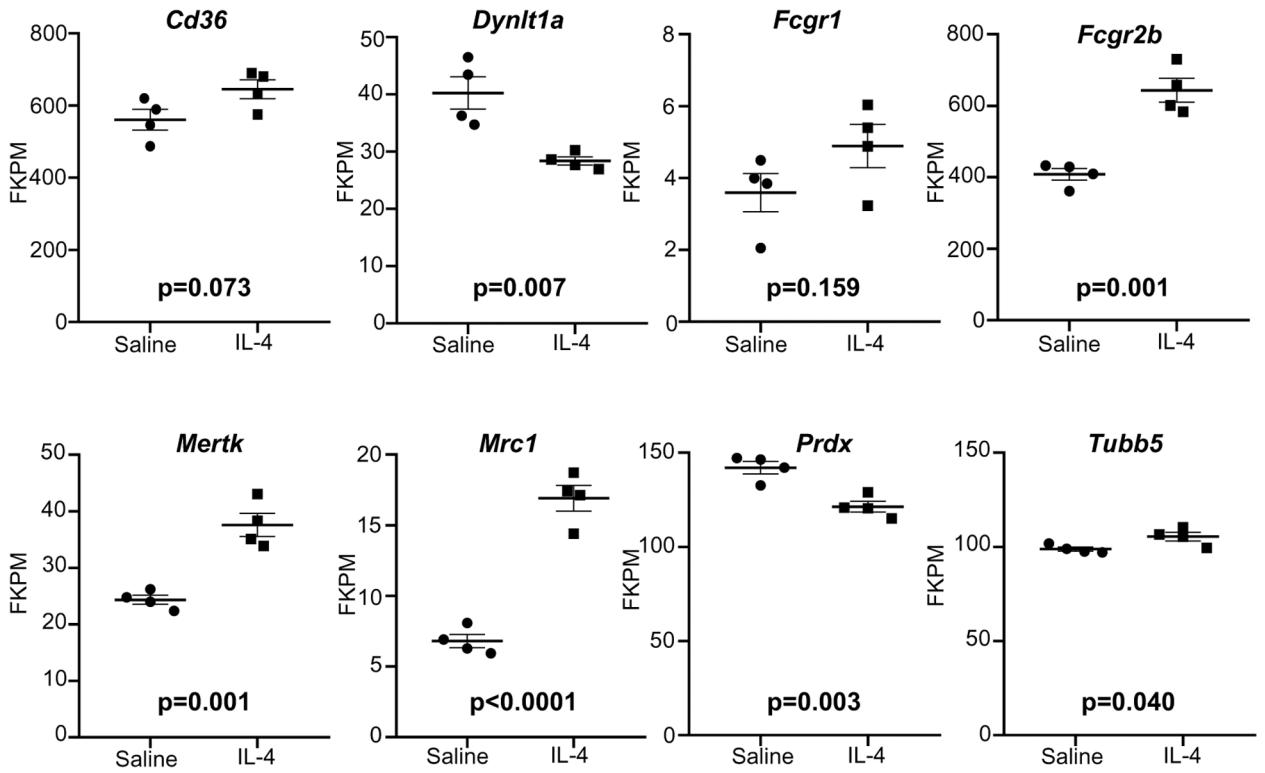 Cd36
800
600
400
200
0
FKPM
p=0.073
Saline IL-4
Dynlt1a
50
40
30
20
10
0
FKPM
p=0.007
Saline IL-4
Fcgr1
8
6
4
2
0
FKPM
p=0.159
Saline IL-4
Fcgr2b
800
600
400
200
0
FKPM
p=0.001
Saline IL-4
Mertk
50
40
30
20
10
0
FKPM
p=0.001
Saline IL-4
Mrc1
20
15
10
5
0
FKPM
p<0.0001
Saline IL-4
Prdx
150
100
50
0
FKPM
p=0.003
Saline IL-4
Tubb5
150
100
50
0
FKPM
p=0.040
Saline IL-4